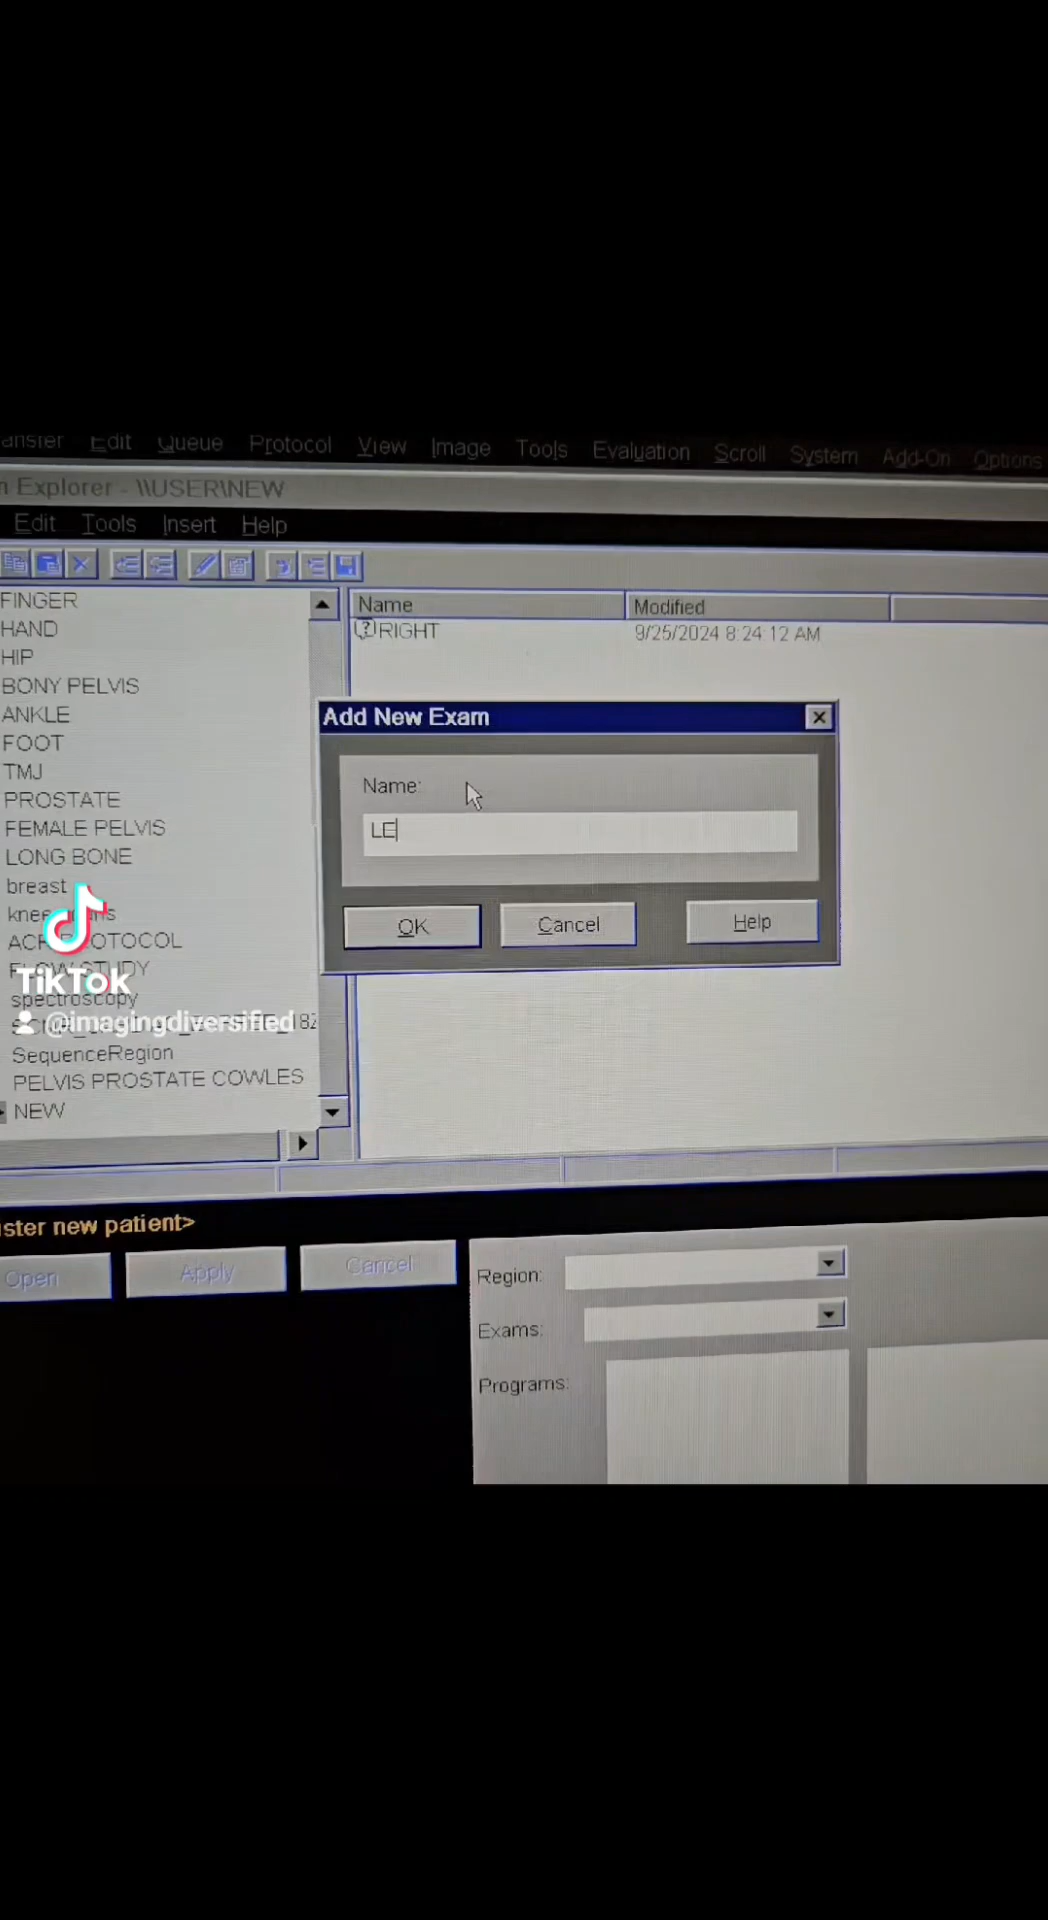 Edit Queue Protocol View Image Tools Evaluation Scroll System Add-On Options
Explorer - \\USER\NEW
Edit Tools Insert Help
Name Modified
RIGHT 9/25/2024 8:24:12 AM
FINGER
HAND
HIP
BONY PELVIS
ANKLE
FOOT
TMJ
PROSTATE
FEMALE PELVIS
LONG BONE
breast
FLOW STUDY
spectroscopy
SequenceRegion
PELVIS PROSTATE COWLES
NEW
Add New Exam
Name:
LE
OK Cancel Help
TikTok
@imagingdiversified
new patient>
Open Apply Cancel
Region:
Exams:
Programs: